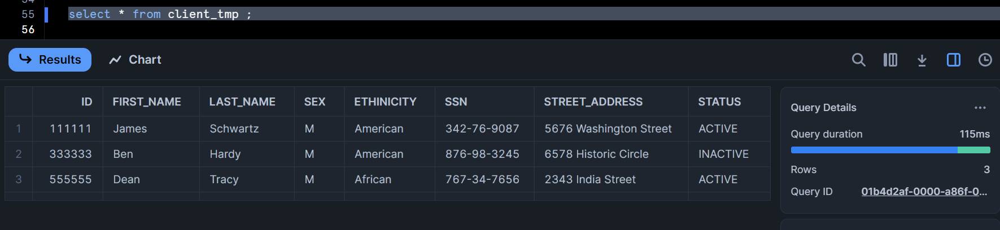 54
55 select * from client_tmp ;
56
Results Chart
ID FIRST_NAME LAST_NAME SEX ETHINICITY SSN STREET_ADDRESS STATUS
1 111111 James Schwartz M American 342-76-9087 5676 Washington Street ACTIVE
2 333333 Ben Hardy M American 876-98-3245 6578 Historic Circle INACTIVE
3 555555 Dean Tracy M African 767-34-7656 2343 India Street ACTIVE
Query Details ...
Query duration 115ms
Rows 3
Query ID 01b4d2af-0000-a86f-0...